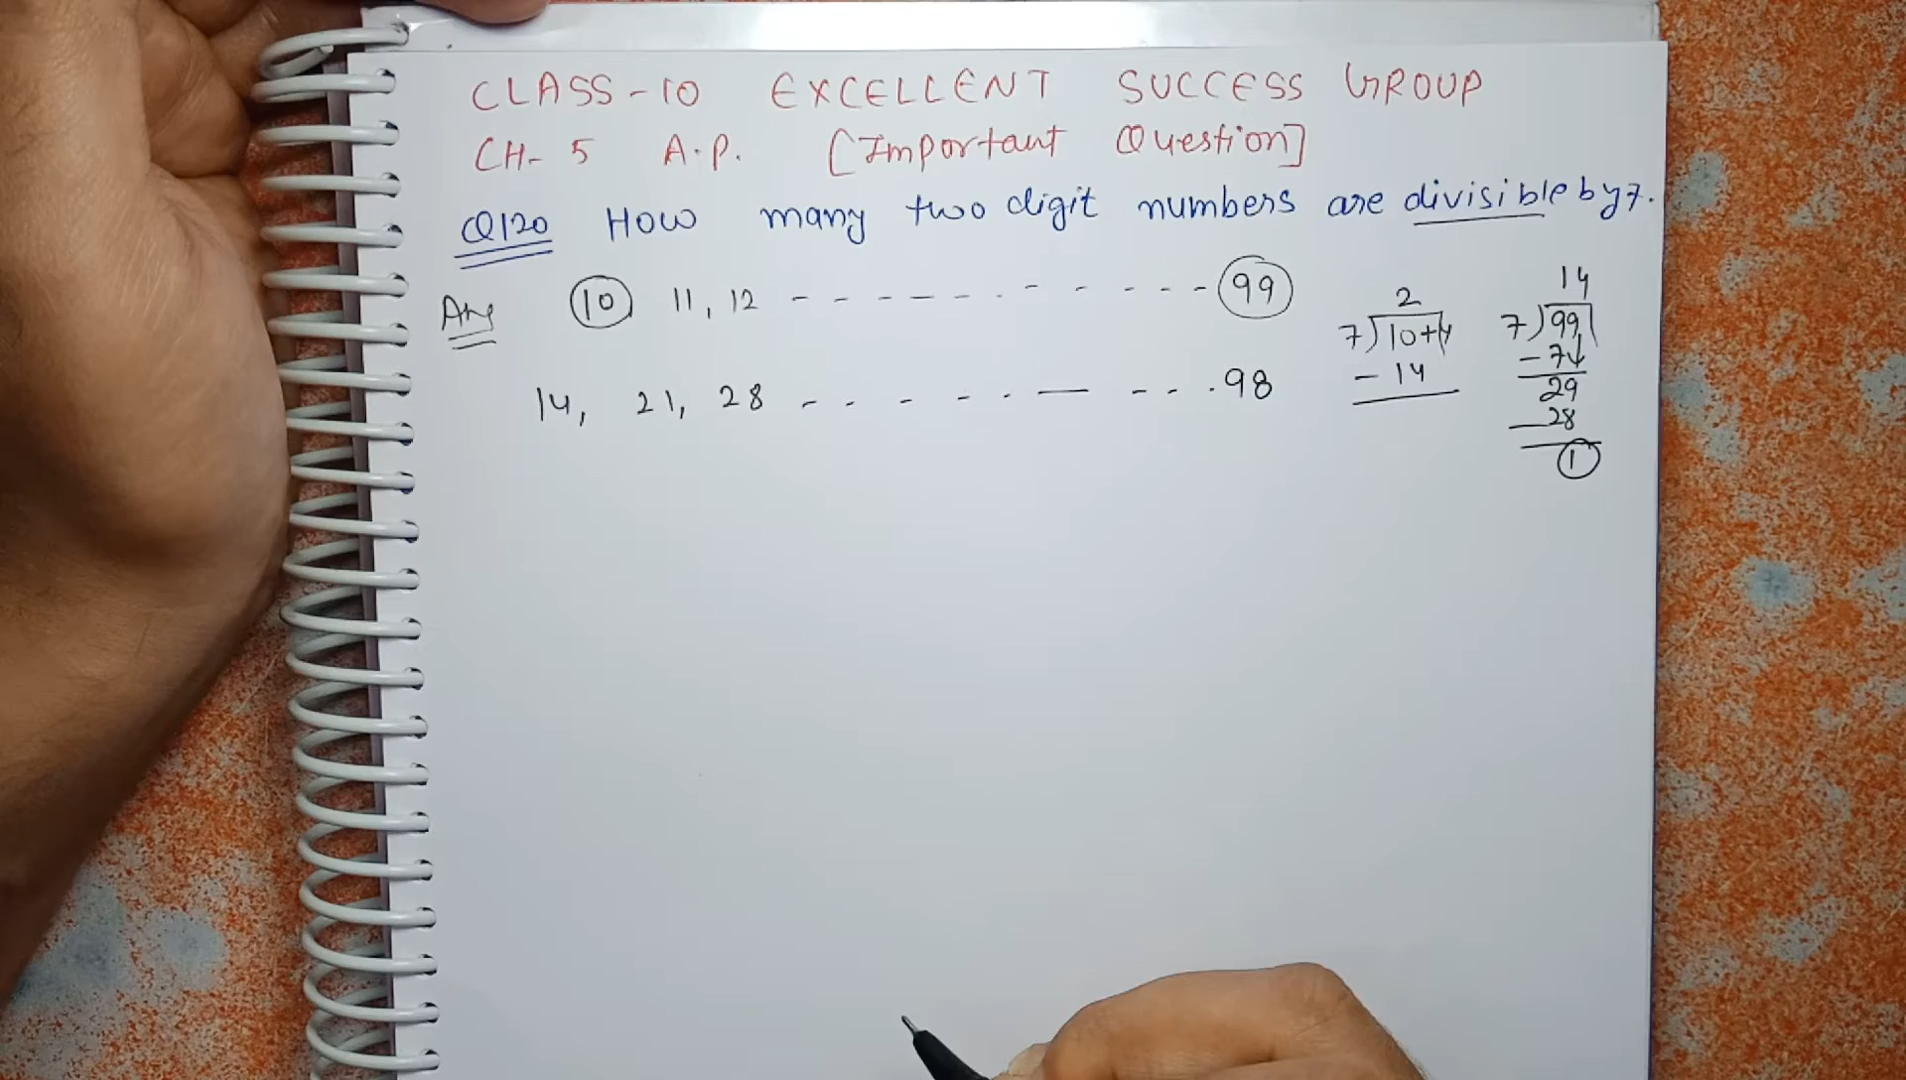 CLASS-10 EXCELLENT SUCCESS GROUP
CH- 5 A.P. [Important Question]
Q120 How many two digit numbers are divisible by 7.
Ans 10 11, 12 - - - - - - - - - - - 99
14, 21, 28 - - - - - - - - - . 98
2
7)10+4
- 14
14
7)99
- 7↓
29
- 28
1